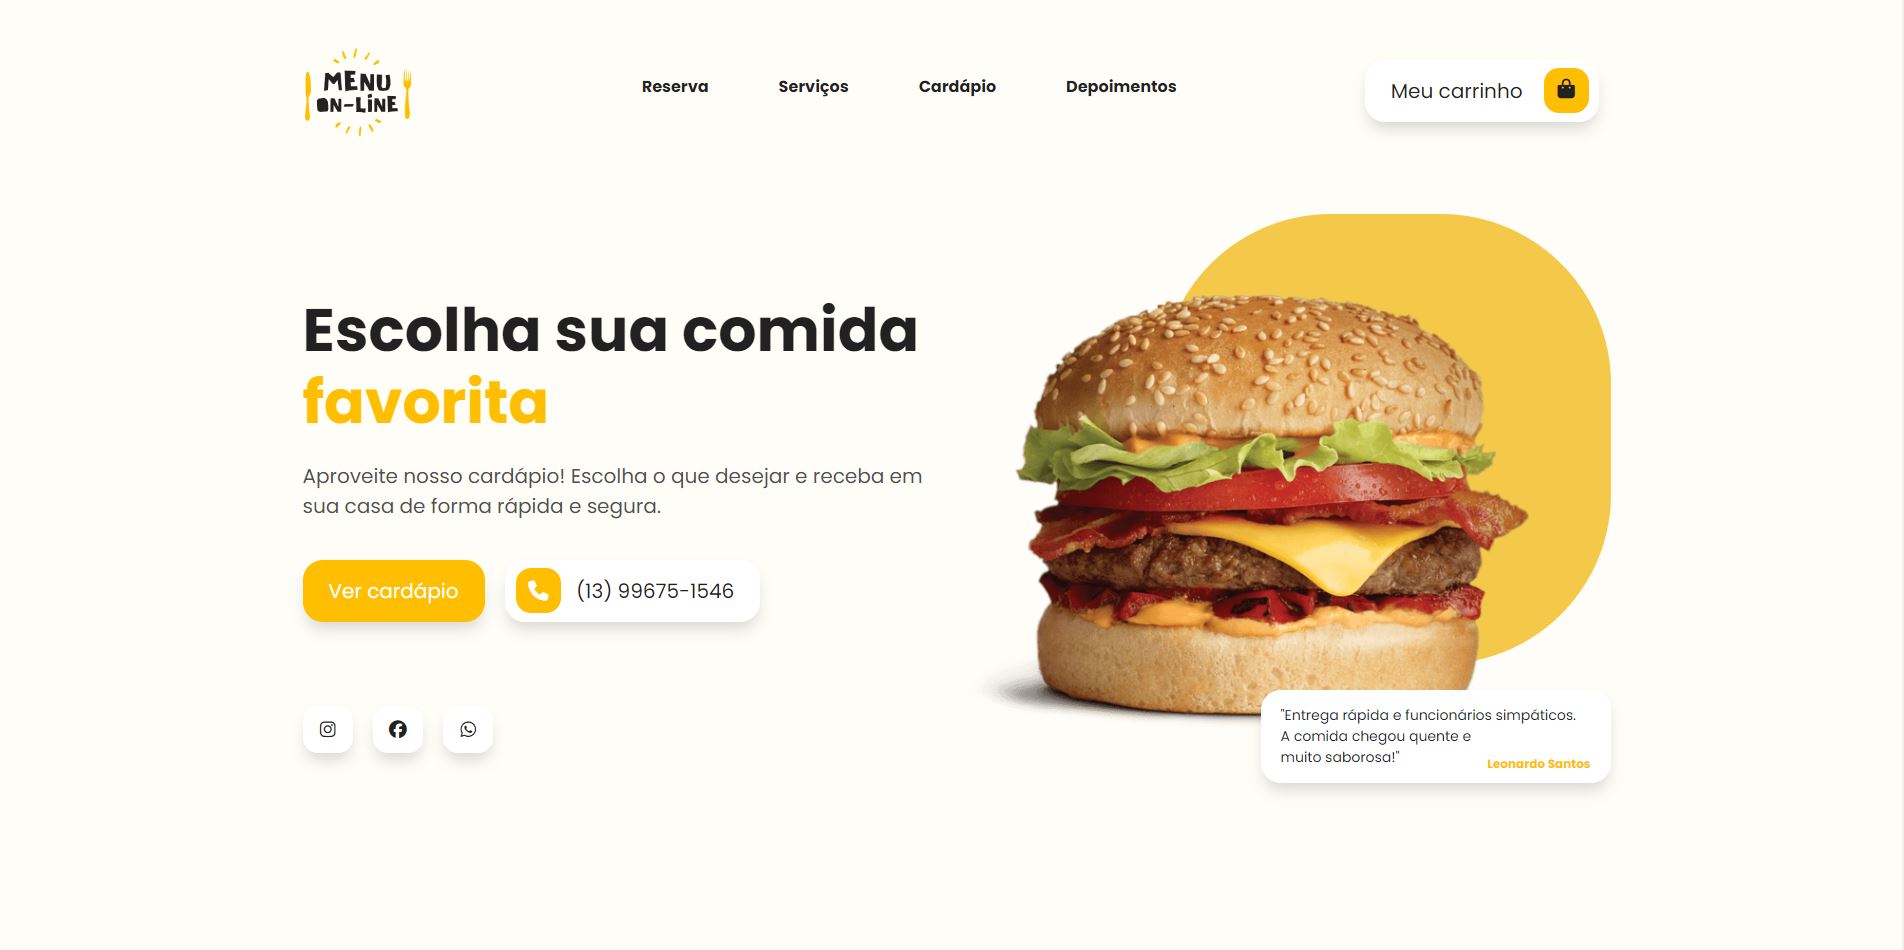 MENU
ON-LiNE
Reserva
Serviços
Cardápio
Depoimentos
Meu carrinho
Escolha sua comida
favorita
Aproveite nosso cardápio! Escolha o que desejar e receba em
sua casa de forma rápida e segura.
Ver cardápio
(13) 99675-1546
"Entrega rápida e funcionários simpáticos.
A comida chegou quente e
muito saborosa!"
Leonardo Santos